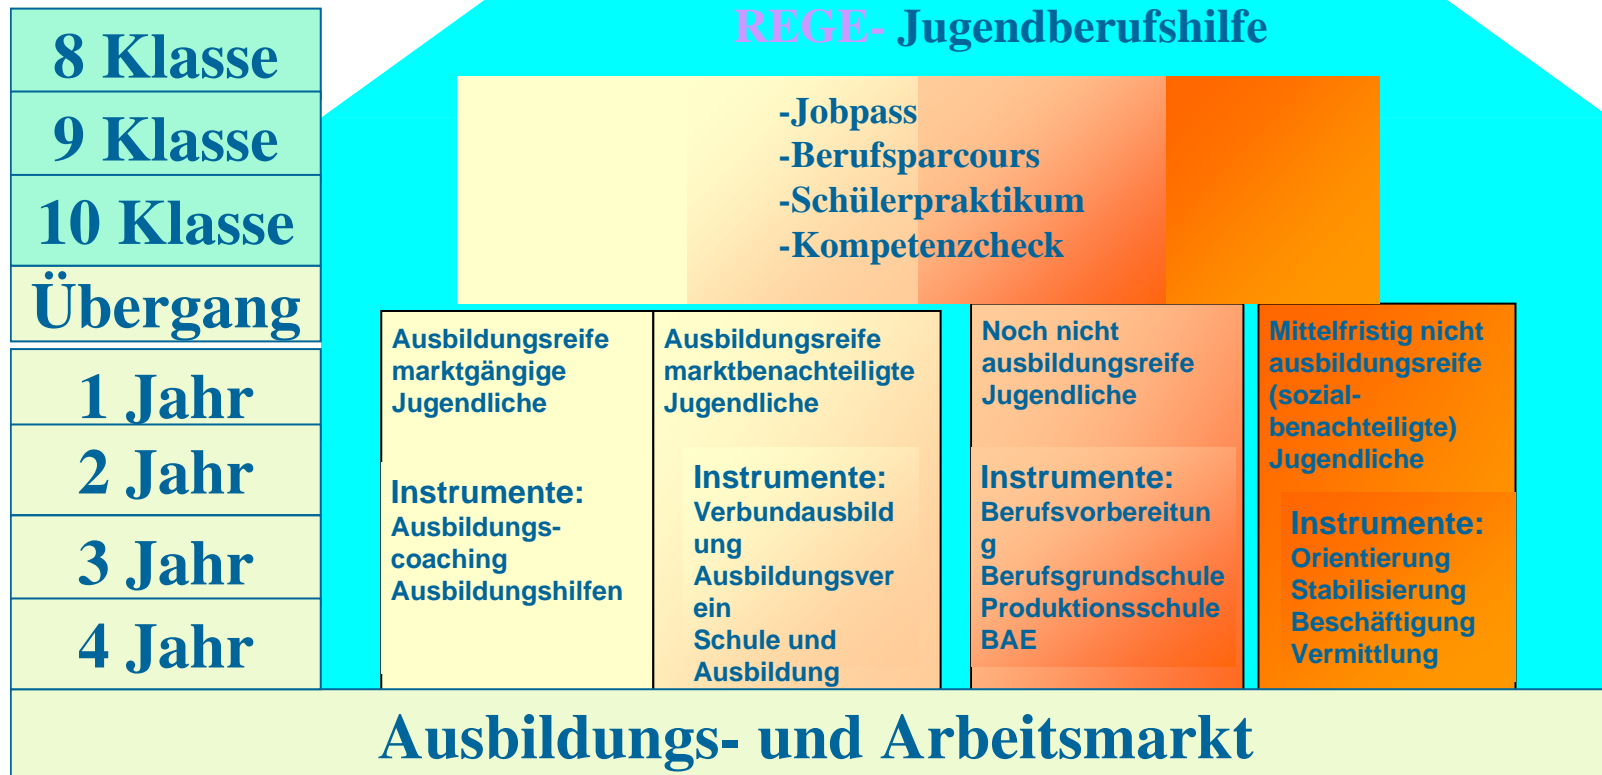 REGE- Jugendberufshilfe
8 Klasse
9 Klasse
10 Klasse
Übergang
1 Jahr
2 Jahr
3 Jahr
4 Jahr
-Jobpass
-Berufsparcours
-Schülerpraktikum
-Kompetenzcheck
Ausbildungsreife
marktgängige
Jugendliche
Instrumente:
Ausbildungs-
coaching
Ausbildungshilfen
Ausbildungsreife
marktbenachteiligte
Jugendliche
Instrumente:
Verbundausbild
ung
Ausbildungsver
ein
Schule und
Ausbildung
Noch nicht
ausbildungsreife
Jugendliche
Instrumente:
Berufsvorbereitun
g
Berufsgrundschule
Produktionsschule
BAE
Mittelfristig nicht
ausbildungsreife
(sozial-
benachteiligte)
Jugendliche
Instrumente:
Orientierung
Stabilisierung
Beschäftigung
Vermittlung
Ausbildungs- und Arbeitsmarkt